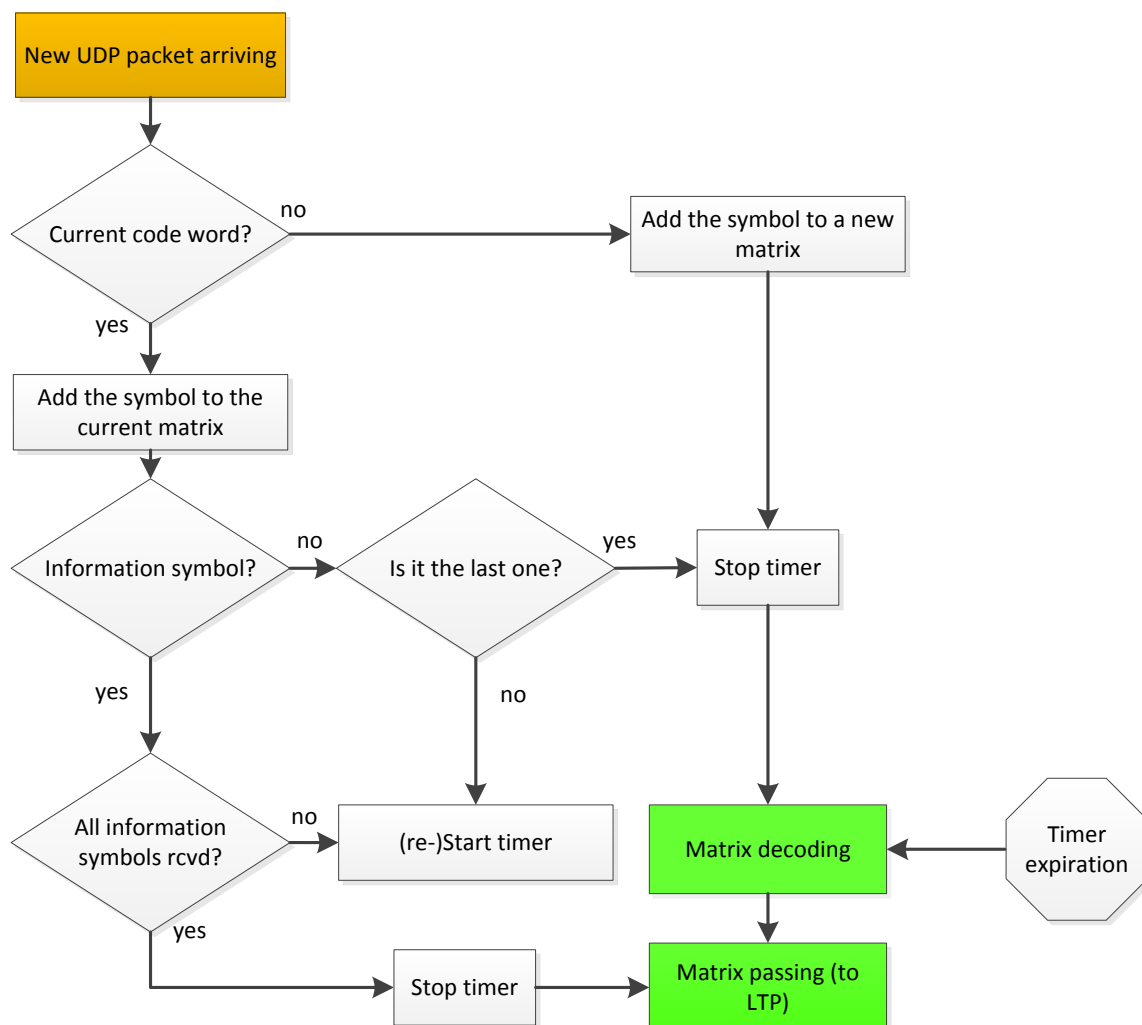 New UDP packet arriving
no
Current code word?
Add the symbol to a new
matrix
yes
Add the symbol to the
current matrix
Information symbol?
no
Is it the last one?
yes
Stop timer
yes
no
All information
symbols rcvd?
no
(re-)Start timer
Matrix decoding
Timer
expiration
yes
Stop timer
Matrix passing (to
LTP)